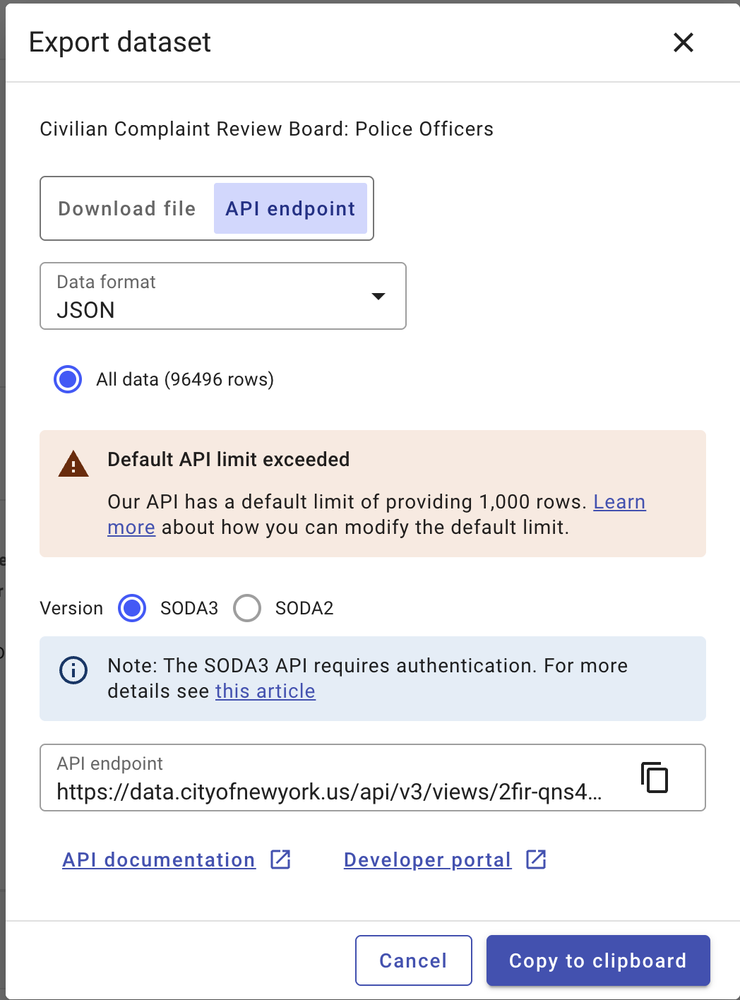 Export dataset
Civilian Complaint Review Board: Police Officers
Download file
API endpoint
Data format
JSON
All data (96496 rows)
Default API limit exceeded
Our API has a default limit of providing 1,000 rows. Learn
more about how you can modify the default limit.
Version
SODA3
SODA2
Note: The SODA3 API requires authentication. For more
details see this article
API endpoint
https://data.cityofnewyork.us/api/v3/views/2fir-qns4...
API documentation
Developer portal
Cancel
Copy to clipboard